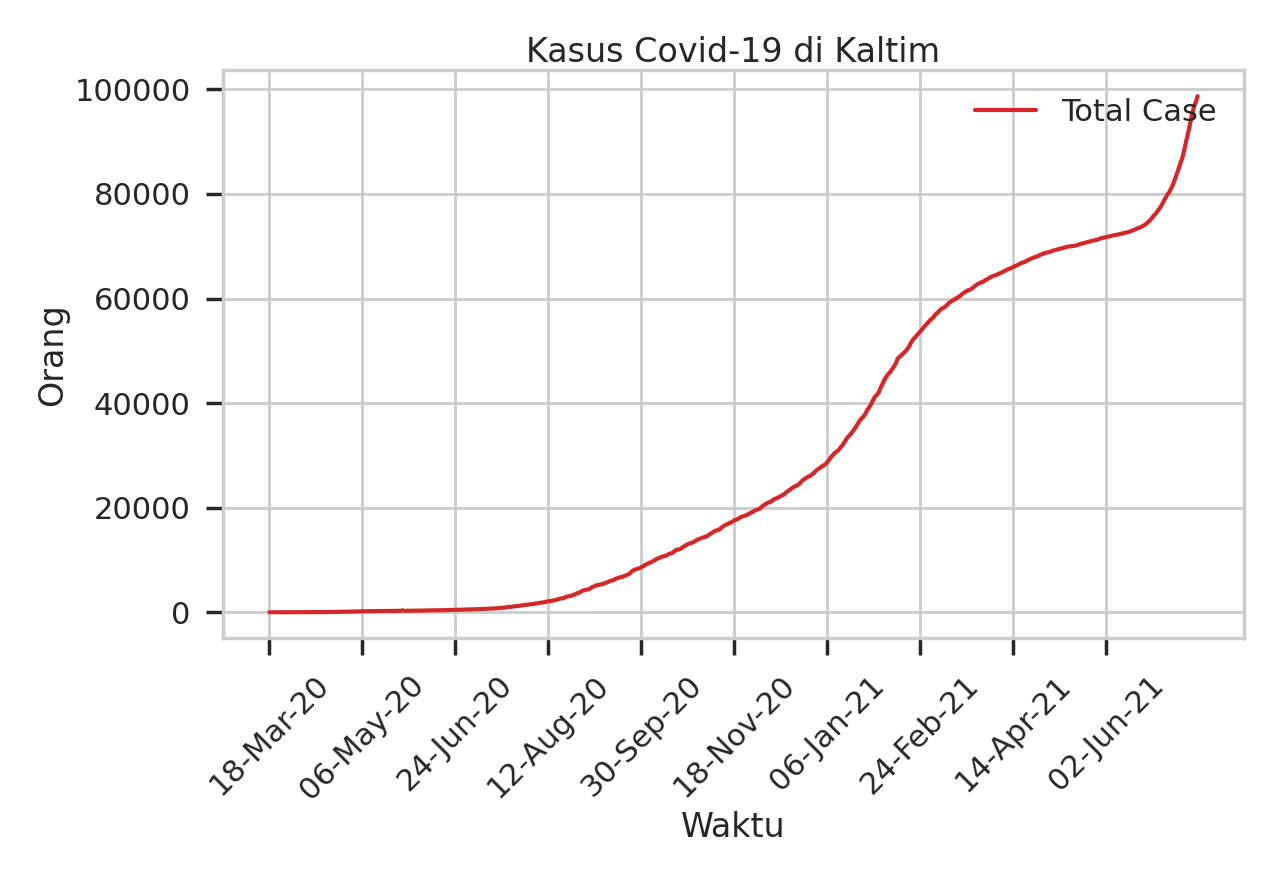 Kasus Covid-19 di Kaltim
Total Case
Orang
100000
80000
60000
40000
20000
0
18-Mar-20
06-May-20
24-Jun-20
12-Aug-20
30-Sep-20
18-Nov-20
06-Jan-21
24-Feb-21
14-Apr-21
02-Jun-21
Waktu